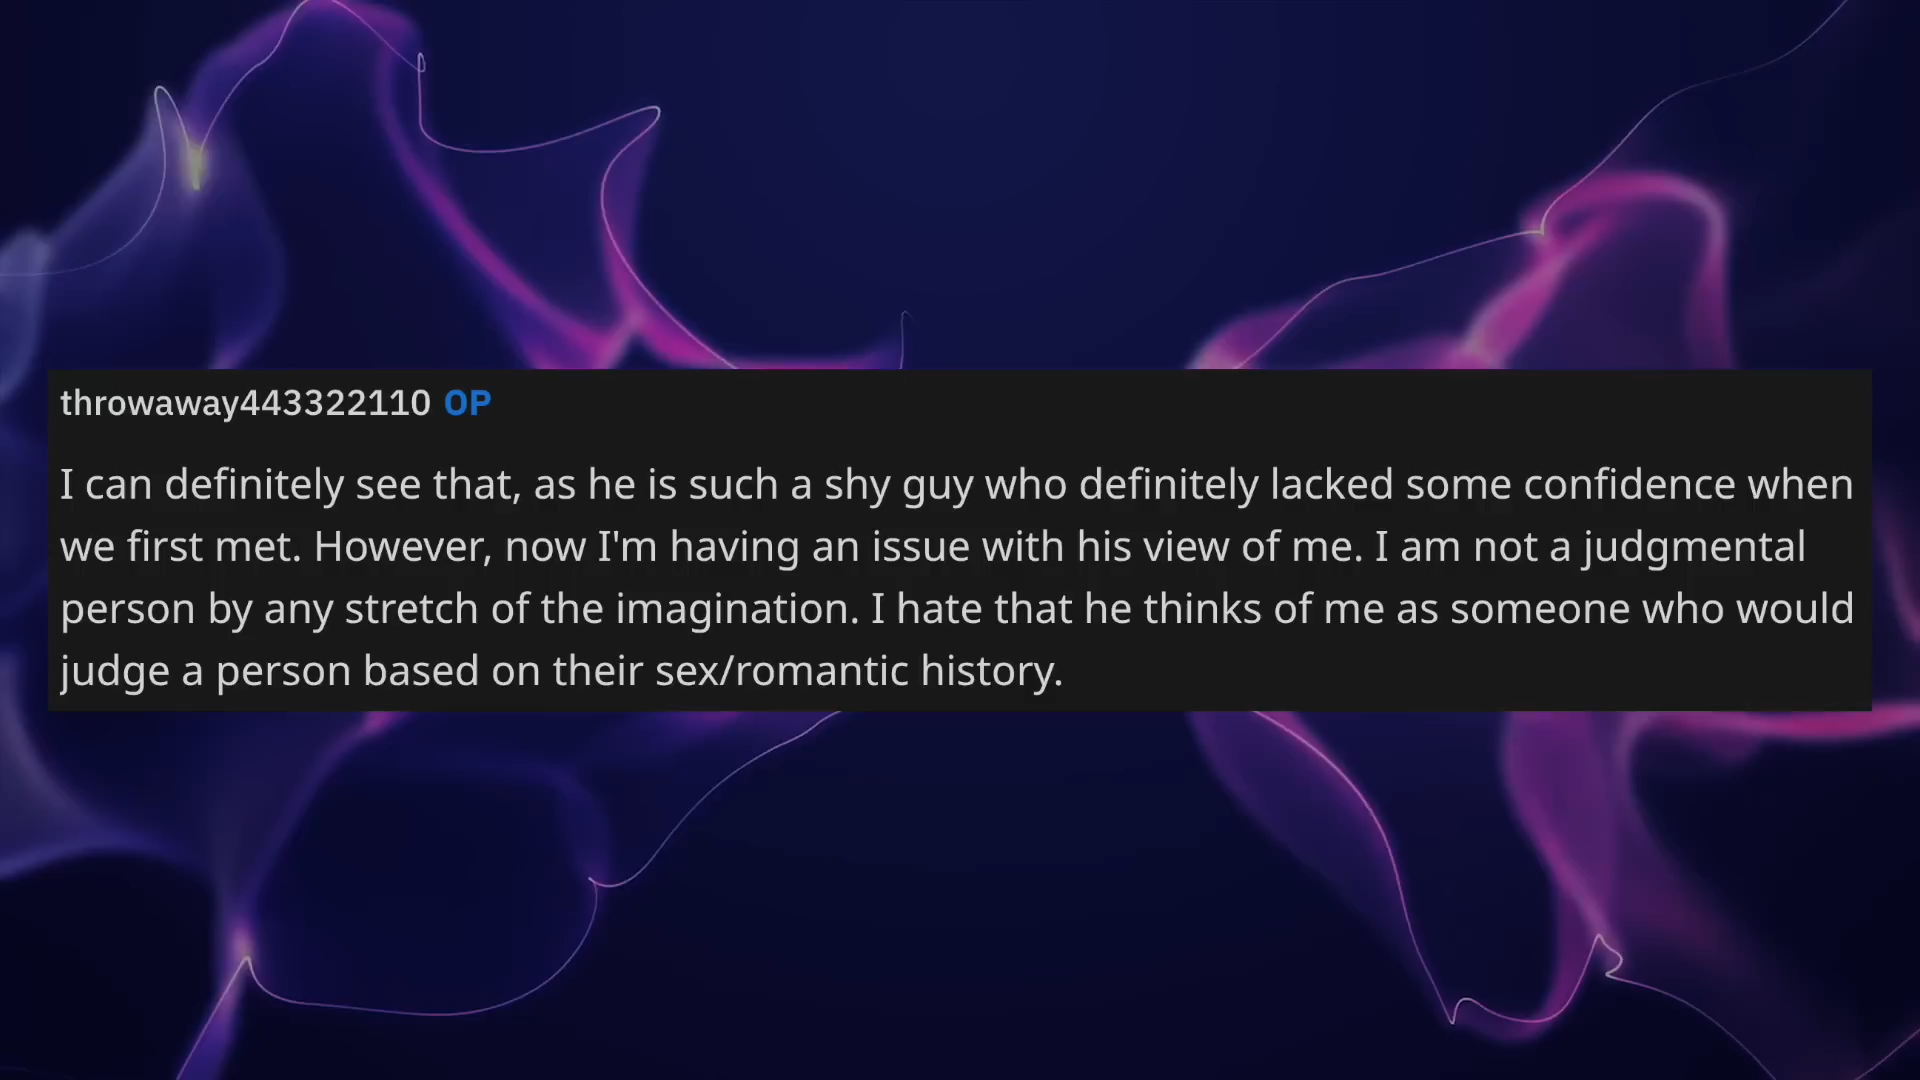 throwaway443322110 OP
I can definitely see that, as he is such a shy guy who definitely lacked some confidence when
we first met. However, now I'm having an issue with his view of me. I am not a judgmental
person by any stretch of the imagination. I hate that he thinks of me as someone who would
judge a person based on their sex/romantic history.